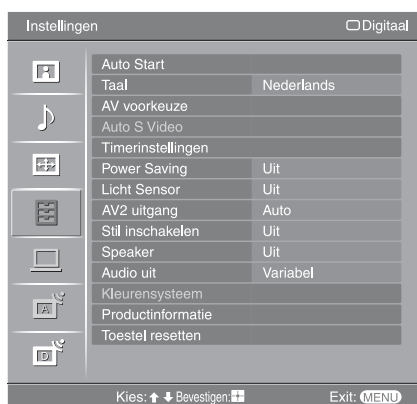 Instellingen Digitaal
Auto Start
Taal Nederlands
AV voorkeuze
Auto S Video
Timerinstellingen
Power Saving Uit
Licht Sensor Uit
AV2 uitgang Auto
Stil inschakelen Uit
Speaker Uit
Audio uit Variabel
Kleurensysteem
A
Productinformatie
Toestel resetten
D
Kies: Bevestigen: Exit: MENU